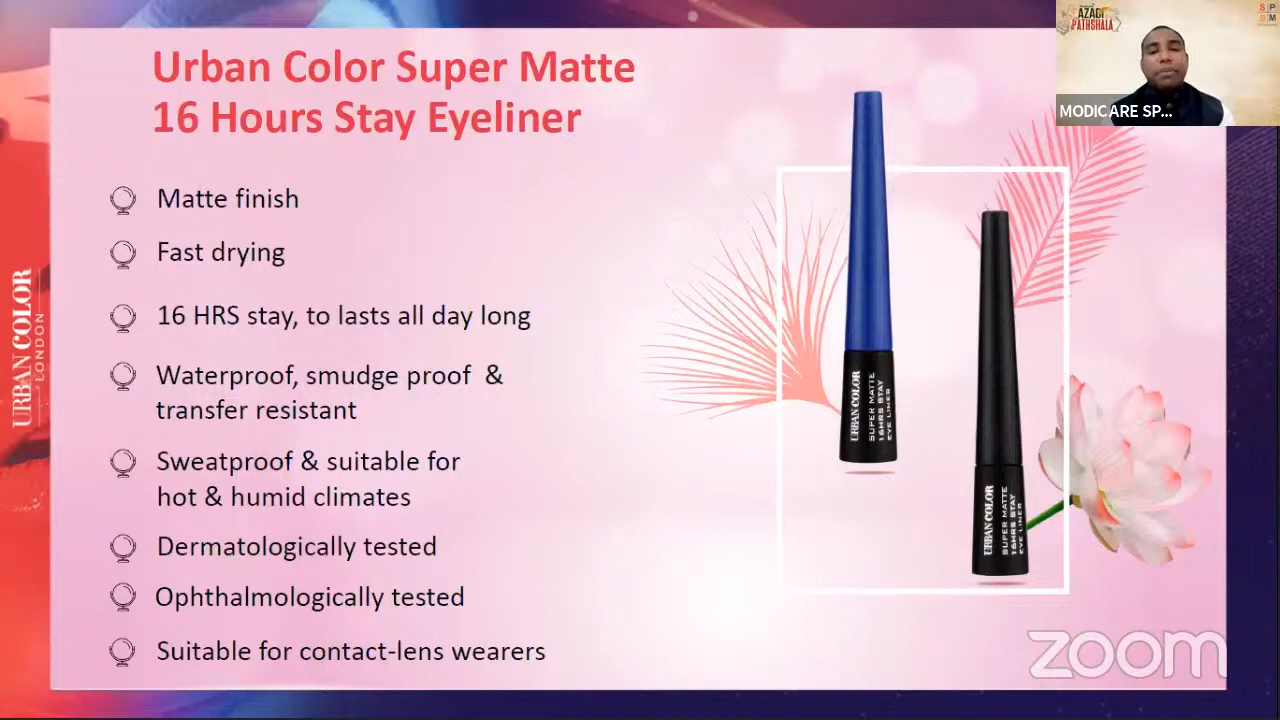 Urban Color Super Matte
16 Hours Stay Eyeliner
Matte finish
Fast drying
16 HRS stay, to lasts all day long
Waterproof, smudge proof &
transfer resistant
Sweatproof & suitable for
hot & humid climates
Dermatologically tested
Ophthalmologically tested
Suitable for contact-lens wearers
URBAN COLOR
LONDON
URBAN COLOR
SUPER MATTE
16HRS STAY
EYE LINER
URBAN COLOR
SUPER MATTE
16HRS STAY
EYE LINER
AZADI
PATHSHALA
S P
B M
MODICARE SP...
zoom